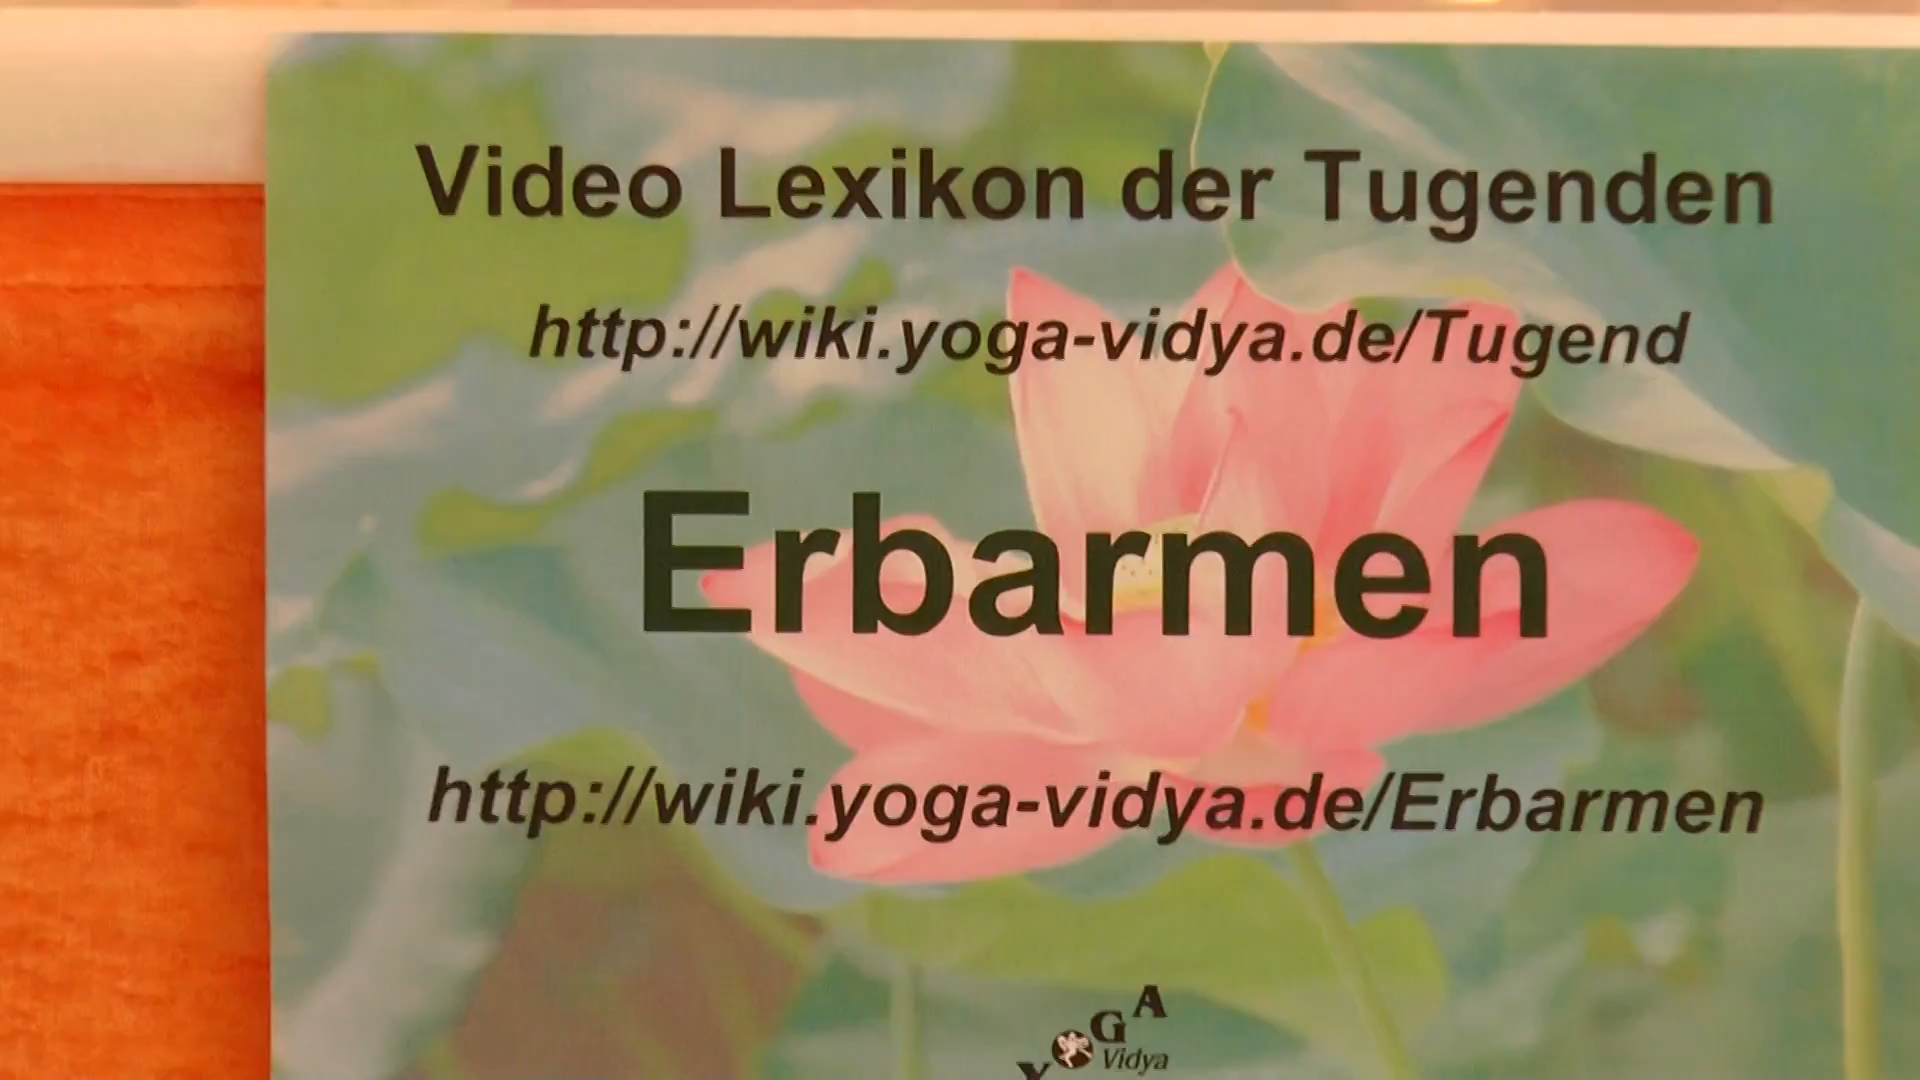 Video Lexikon der Tugenden
http://wiki.yoga-vidya.de/Tugend
Erbarmen
http://wiki.yoga-vidya.de/Erbarmen
YOGA
Vidya